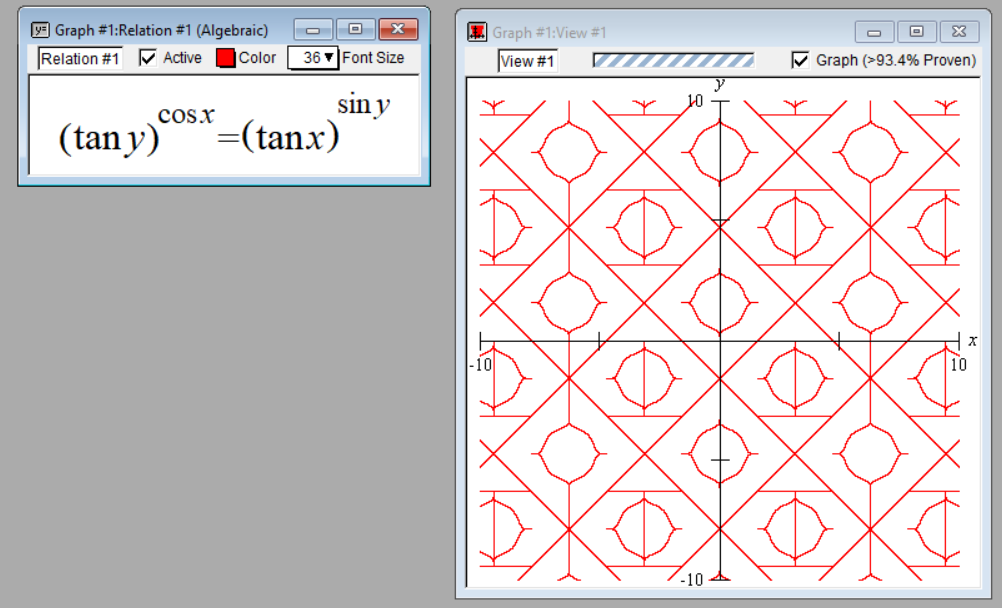 Graph #1:Relation #1 (Algebraic)
Relation #1 Active Color 36▼ Font Size
(tan y)^cos x=(tan x)^sin y
Graph #1:View #1
View #1 Graph (>93.4% Proven)
y
10
x
-10 10
-10